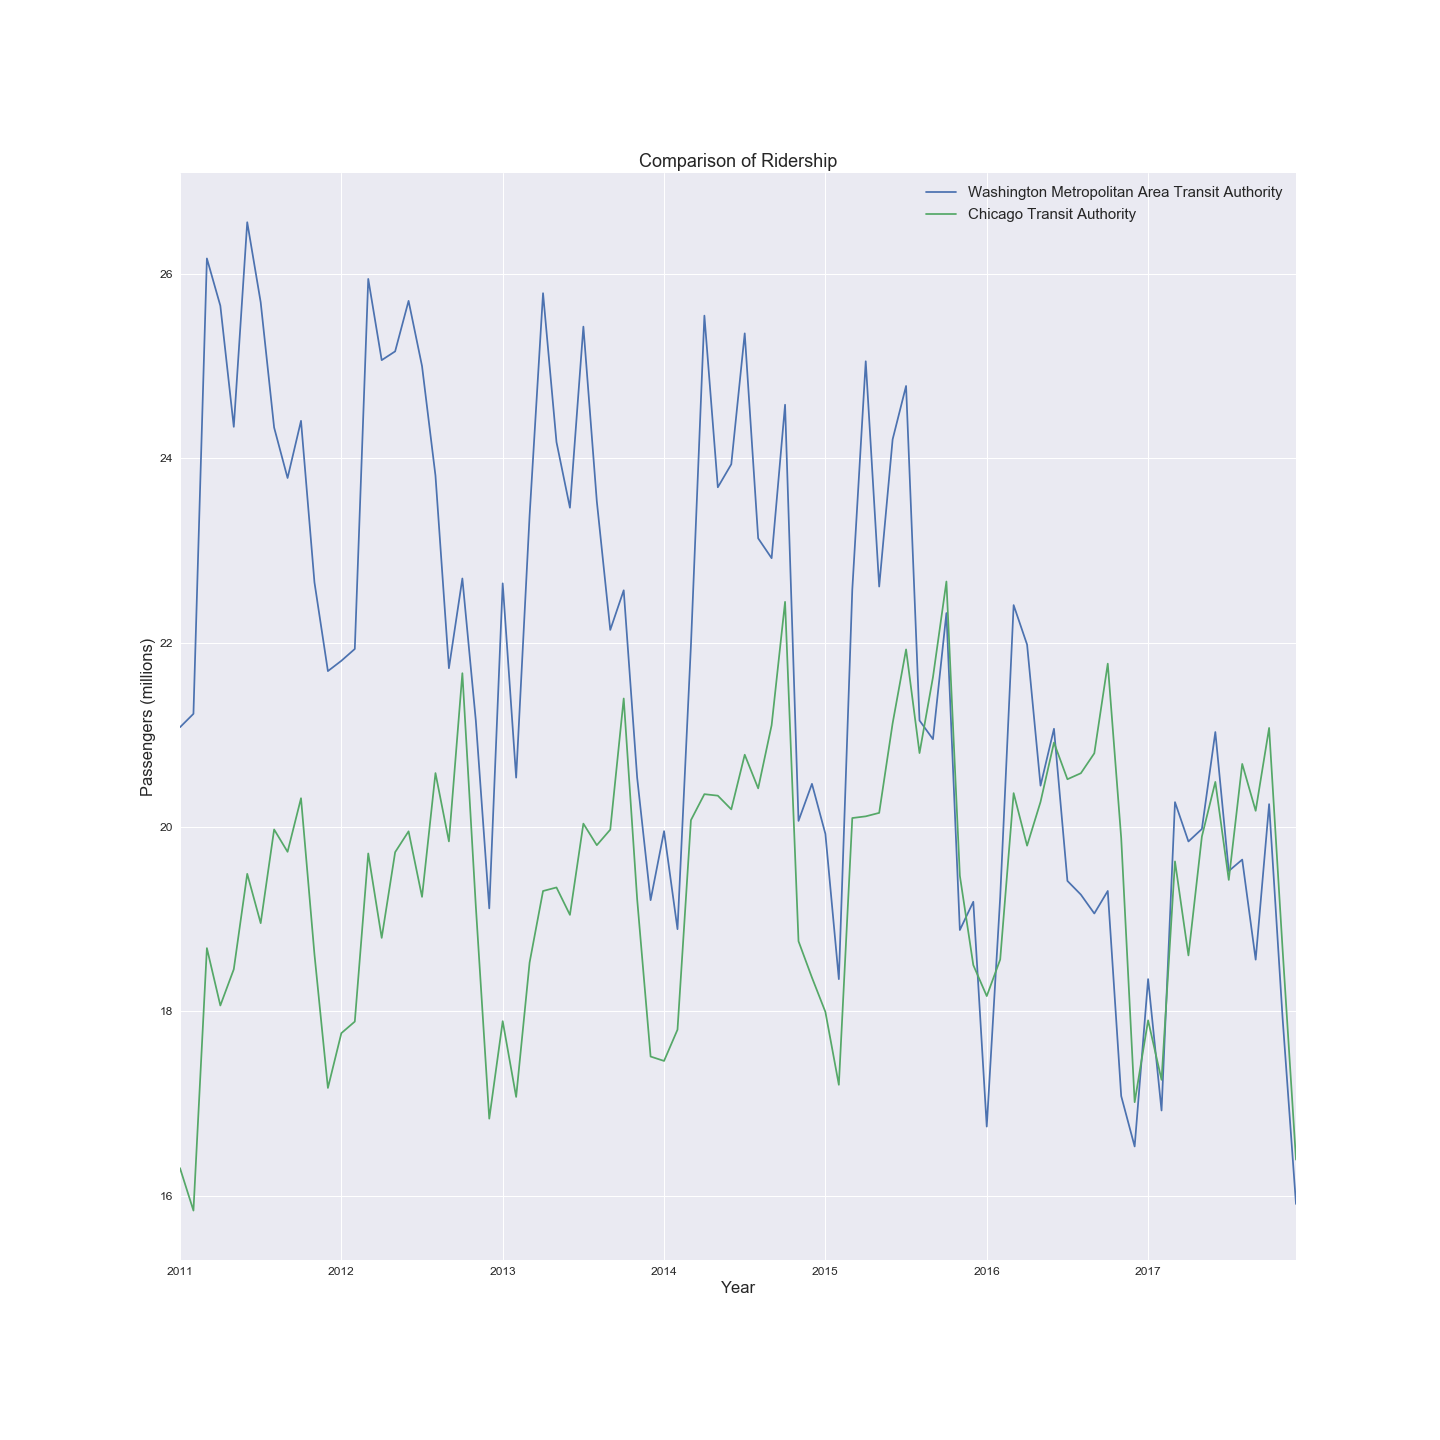 Comparison of Ridership
Washington Metropolitan Area Transit Authority
Chicago Transit Authority
26
24
22
20
18
16
Passengers (millions)
2011 2012 2013 2014 2015 2016 2017
Year